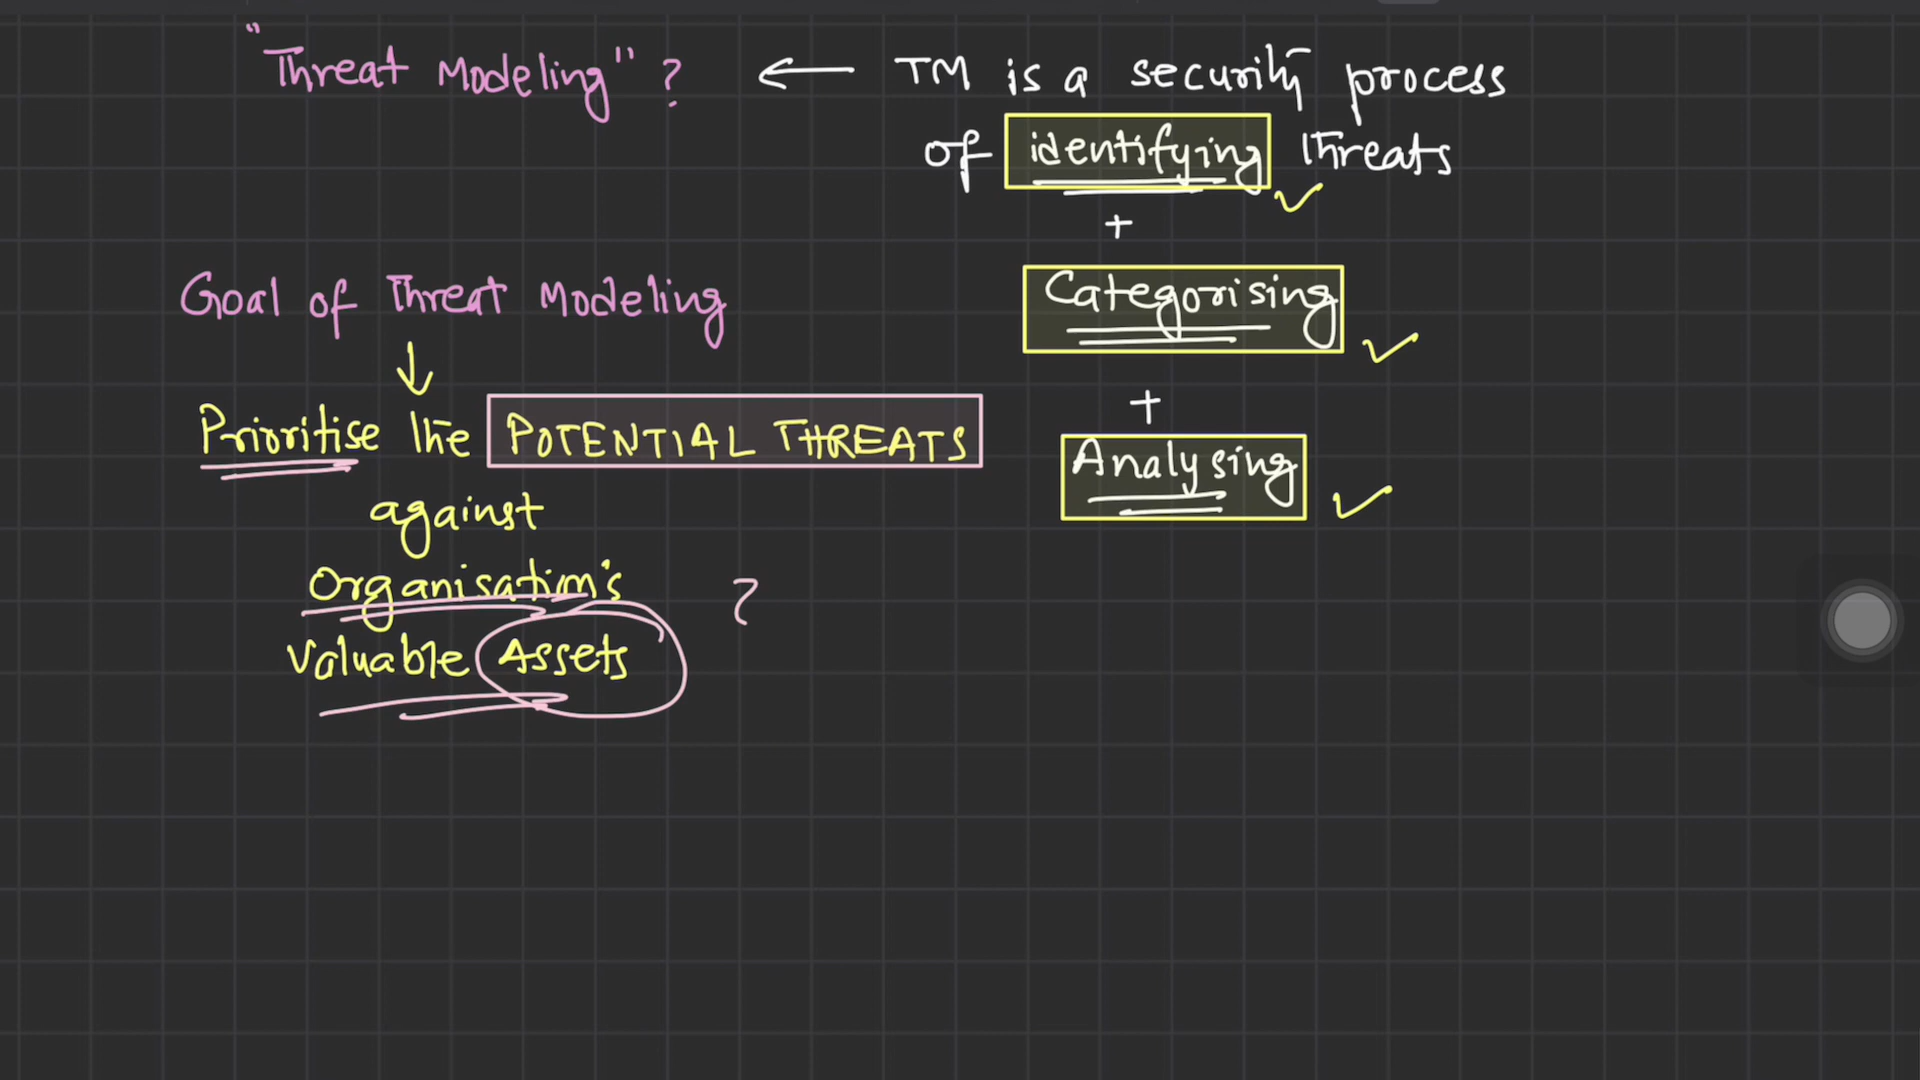 "Threat Modeling"? ← TM is a security process
of identifying threats
+
Categorising
+
Analysing
Goal of Threat Modeling
↓
Prioritise the POTENTIAL THREATS
against
Organisation's
Valuable Assets
?